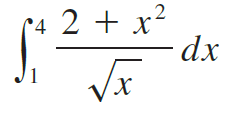 ∫₁⁴ (2 + x²)/√x dx